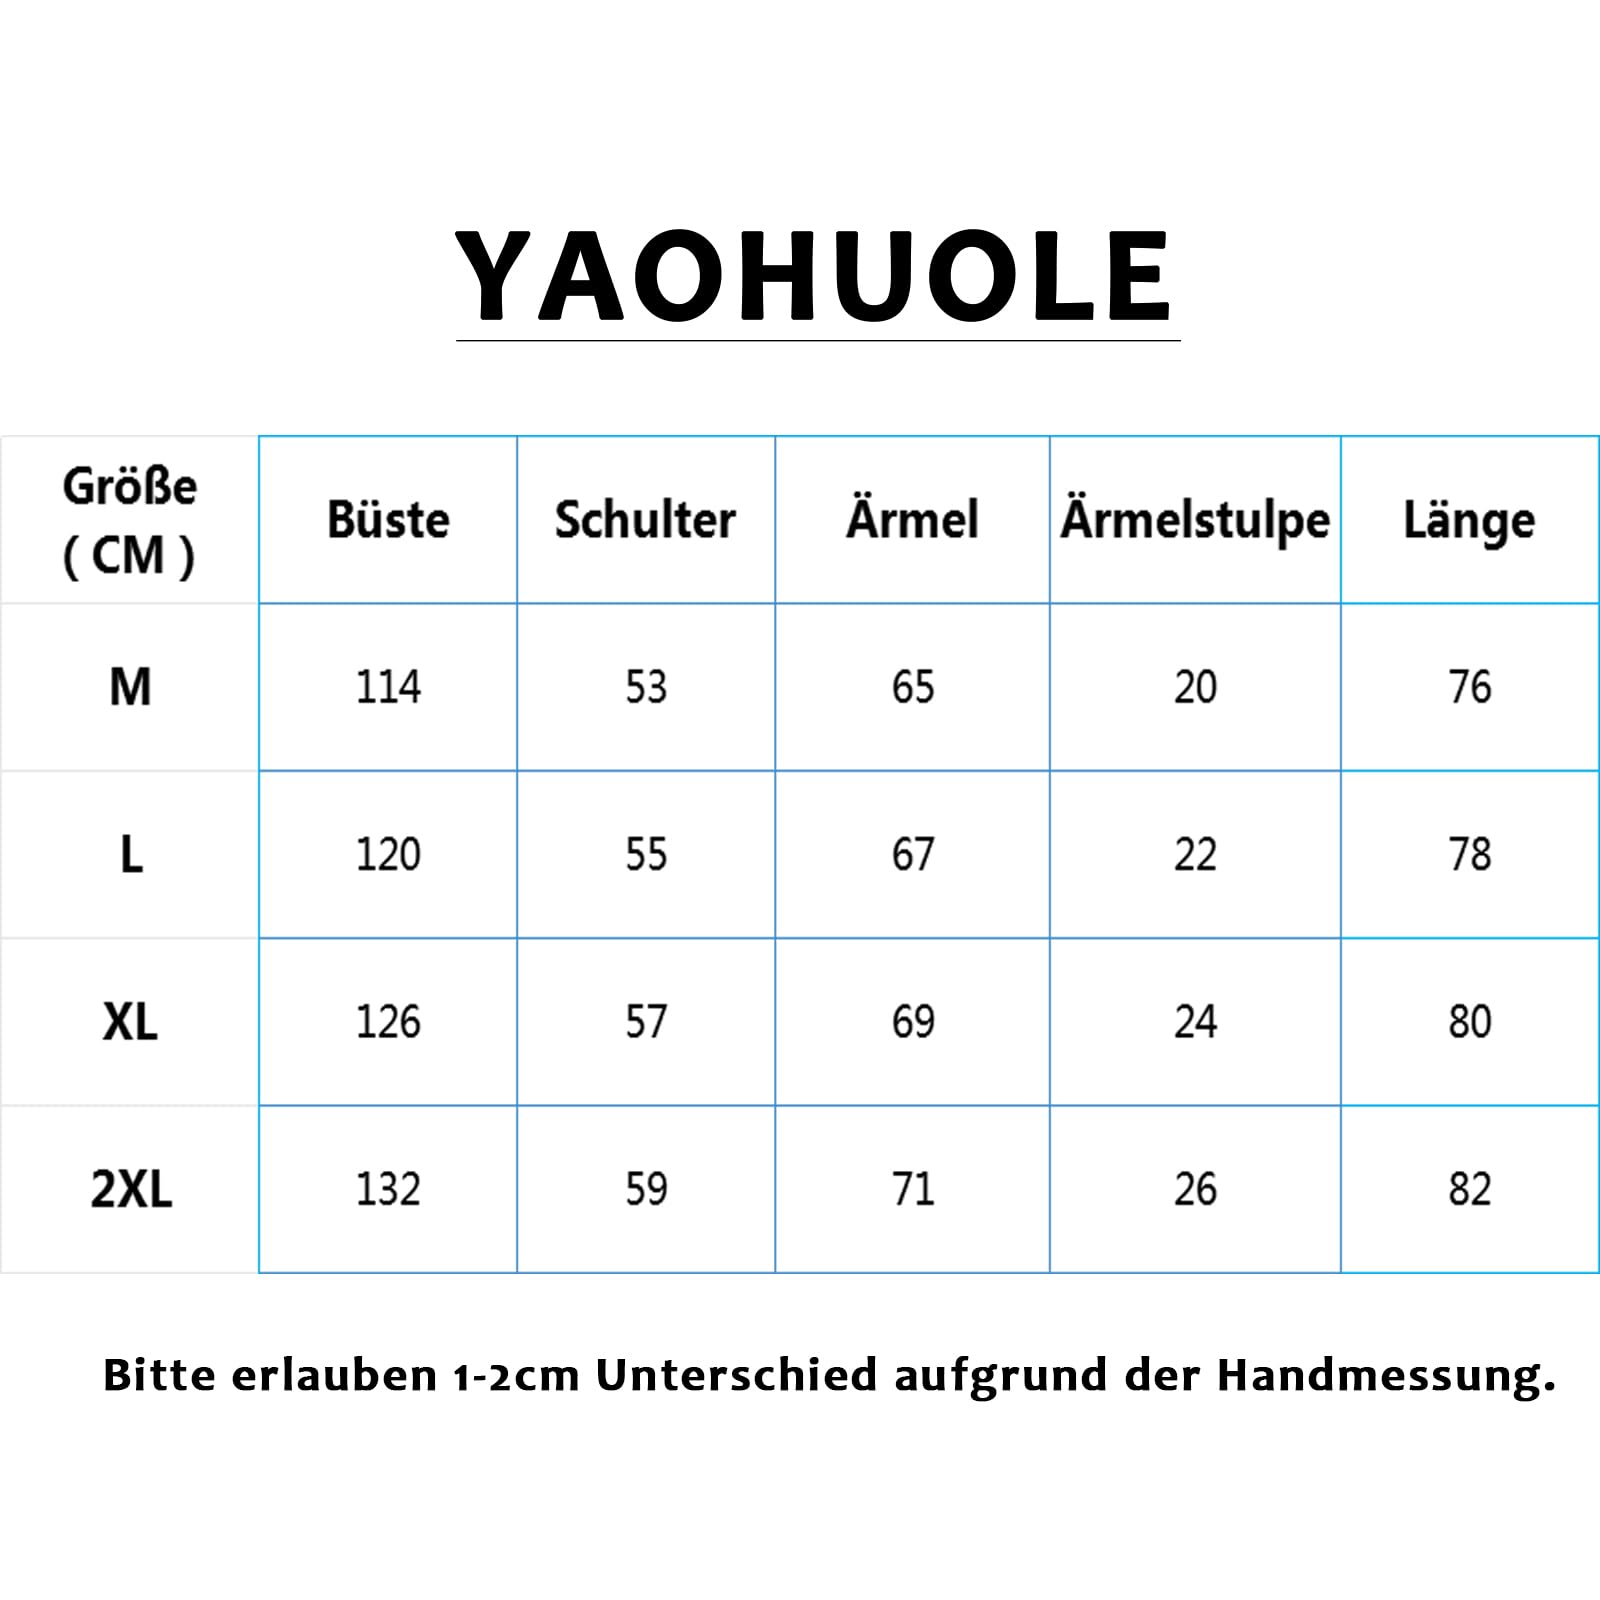 YAOHUOLE
Größe
( CM ) Büste Schulter Ärmel Ärmelstulpe Länge
M 114 53 65 20 76
L 120 55 67 22 78
XL 126 57 69 24 80
2XL 132 59 71 26 82
Bitte erlauben 1-2cm Unterschied aufgrund der Handmessung.